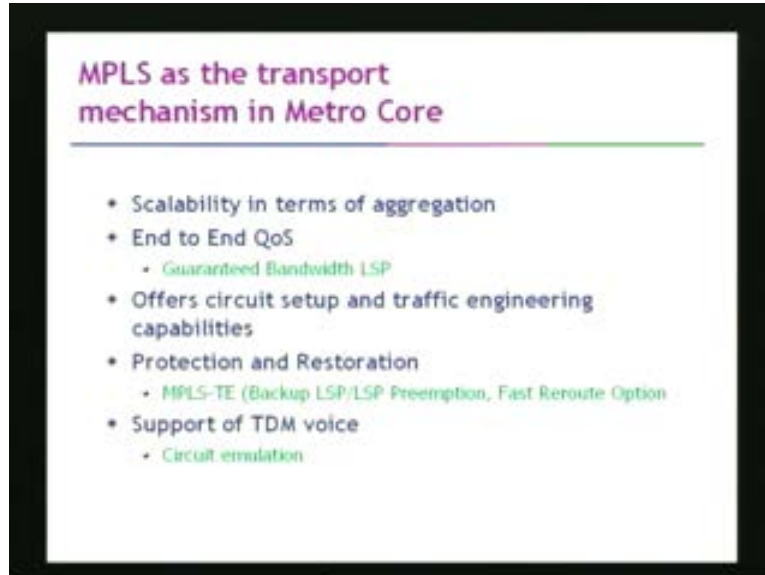 MPLS as the transport
mechanism in Metro Core
• Scalability in terms of aggregation
• End to End QoS
• Guaranteed Bandwidth LSP
• Offers circuit setup and traffic engineering
capabilities
• Protection and Restoration
• MPLS-TE (Backup LSP/LSP Preemption, Fast Reroute Option
• Support of TDM voice
• Circuit emulation